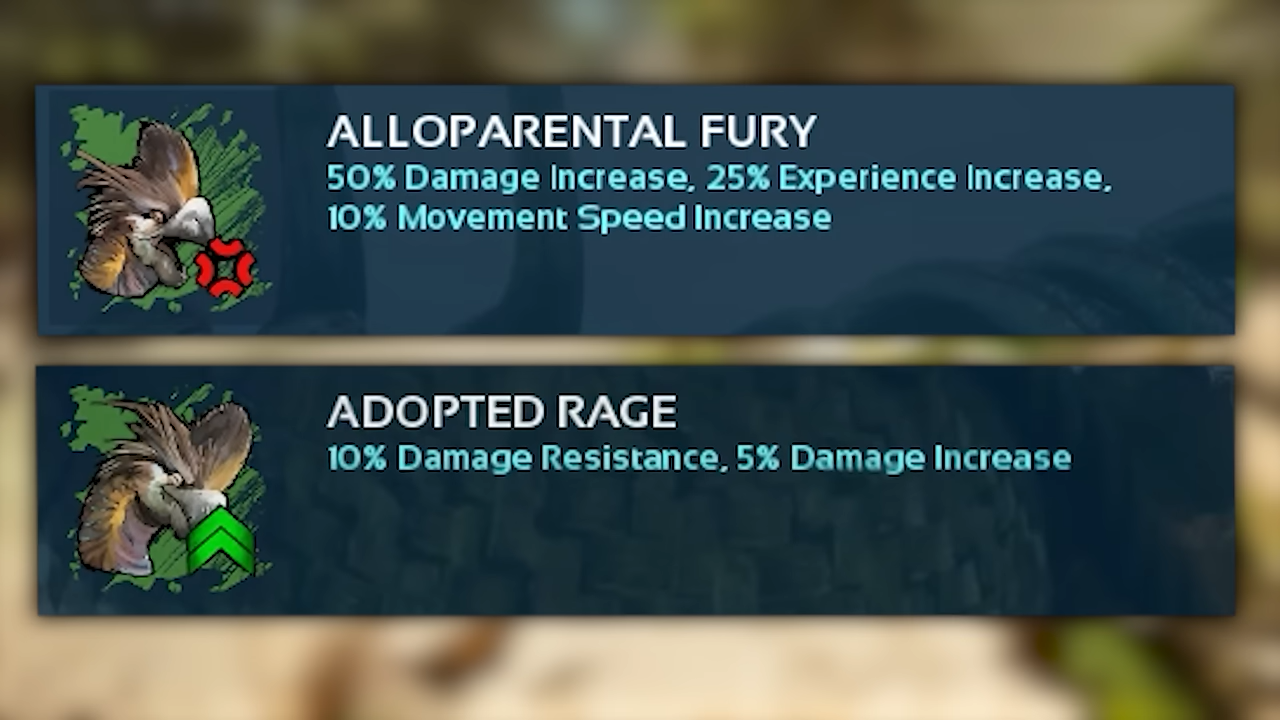 ALLOPARENTAL FURY
50% Damage Increase, 25% Experience Increase,
10% Movement Speed Increase
ADOPTED RAGE
10% Damage Resistance, 5% Damage Increase